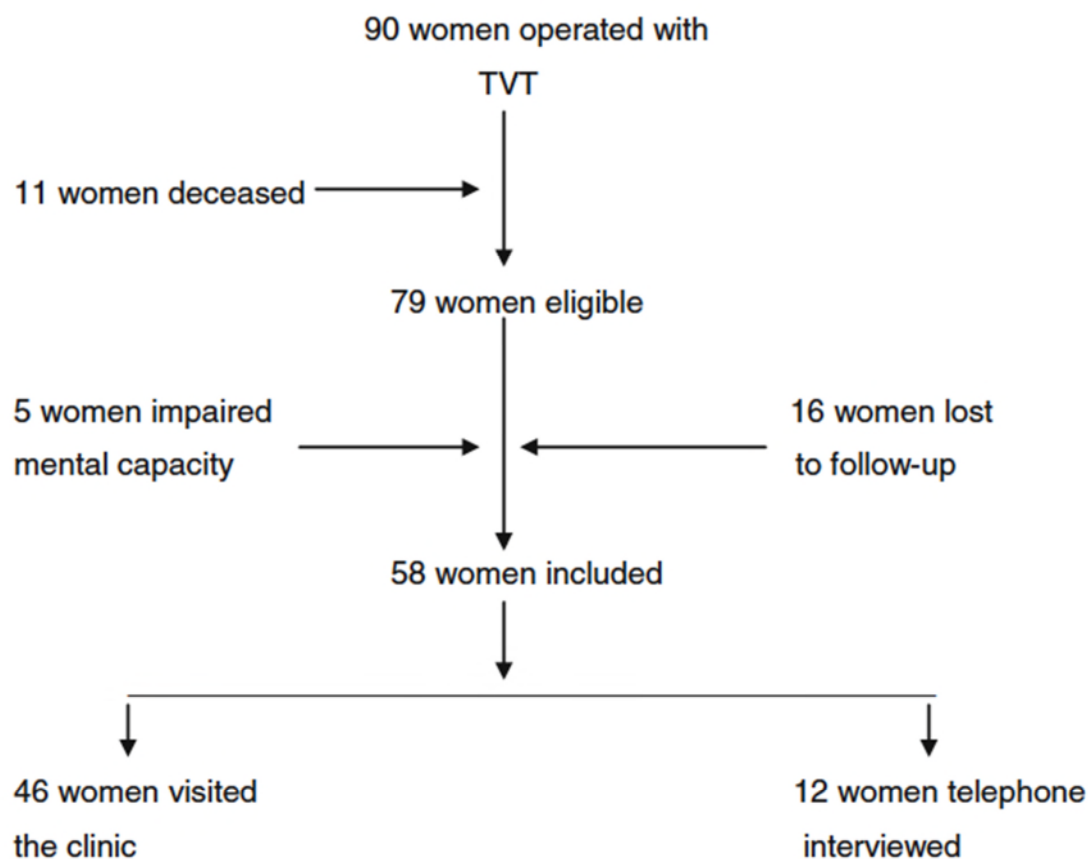 90 women operated with
TVT
11 women deceased
79 women eligible
5 women impaired
mental capacity
16 women lost
to follow-up
58 women included
46 women visited
the clinic
12 women telephone
interviewed